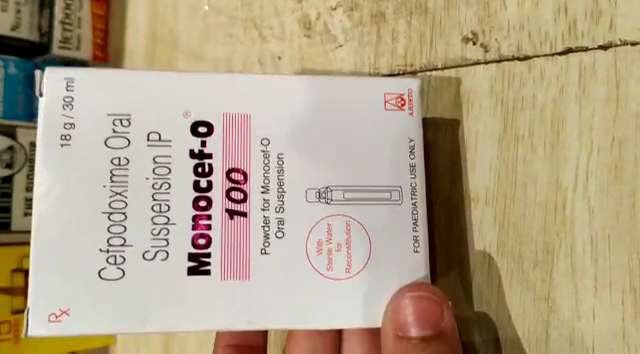 18 g / 30 ml
Rx
Cefpodoxime Oral
Suspension IP
Monocef-O®
100
Powder for Monocef-O
Oral Suspension
With
Sterile Water
for
Reconstitution
ARISTO
FOR PAEDIATRIC USE ONLY
Herbo
FREE